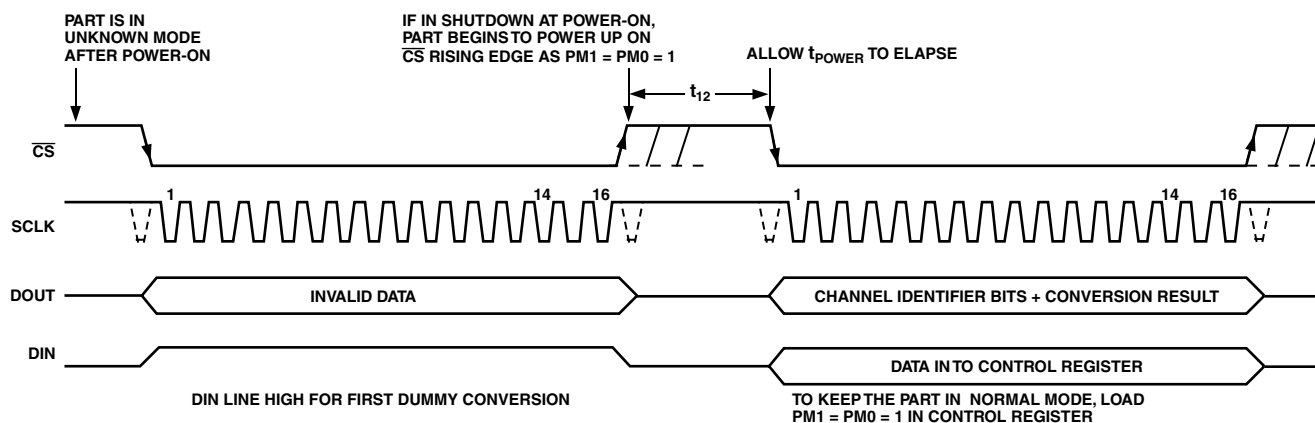 PART IS IN
UNKNOWN MODE
AFTER POWER-ON
IF IN SHUTDOWN AT POWER-ON,
PART BEGINS TO POWER UP ON
CS RISING EDGE AS PM1 = PM0 = 1
ALLOW tPOWER TO ELAPSE
t12
CS
1
14
16
1
14
16
SCLK
DOUT
INVALID DATA
CHANNEL IDENTIFIER BITS + CONVERSION RESULT
DIN
DATA IN TO CONTROL REGISTER
DIN LINE HIGH FOR FIRST DUMMY CONVERSION
TO KEEP THE PART IN NORMAL MODE, LOAD
PM1 = PM0 = 1 IN CONTROL REGISTER